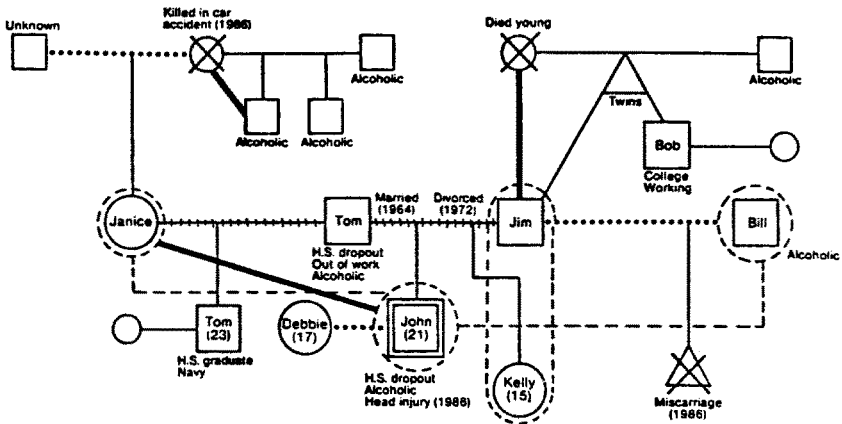 Killed in car
accident (1986)
Died young
Unknown
Alcoholic
Alcoholic
Alcoholic
Alcoholic
Twins
Bob
College
Working
Janice
Tom
Married
(1964)
Divorced
(1972)
Jim
Bill
H.S. dropout
Out of work
Alcoholic
Alcoholic
Tom
(23)
H.S. graduate
Navy
Debbie
(17)
John
(21)
H.S. dropout
Alcoholic
Head injury (1986)
Kelly
(15)
Miscarriage
(1986)